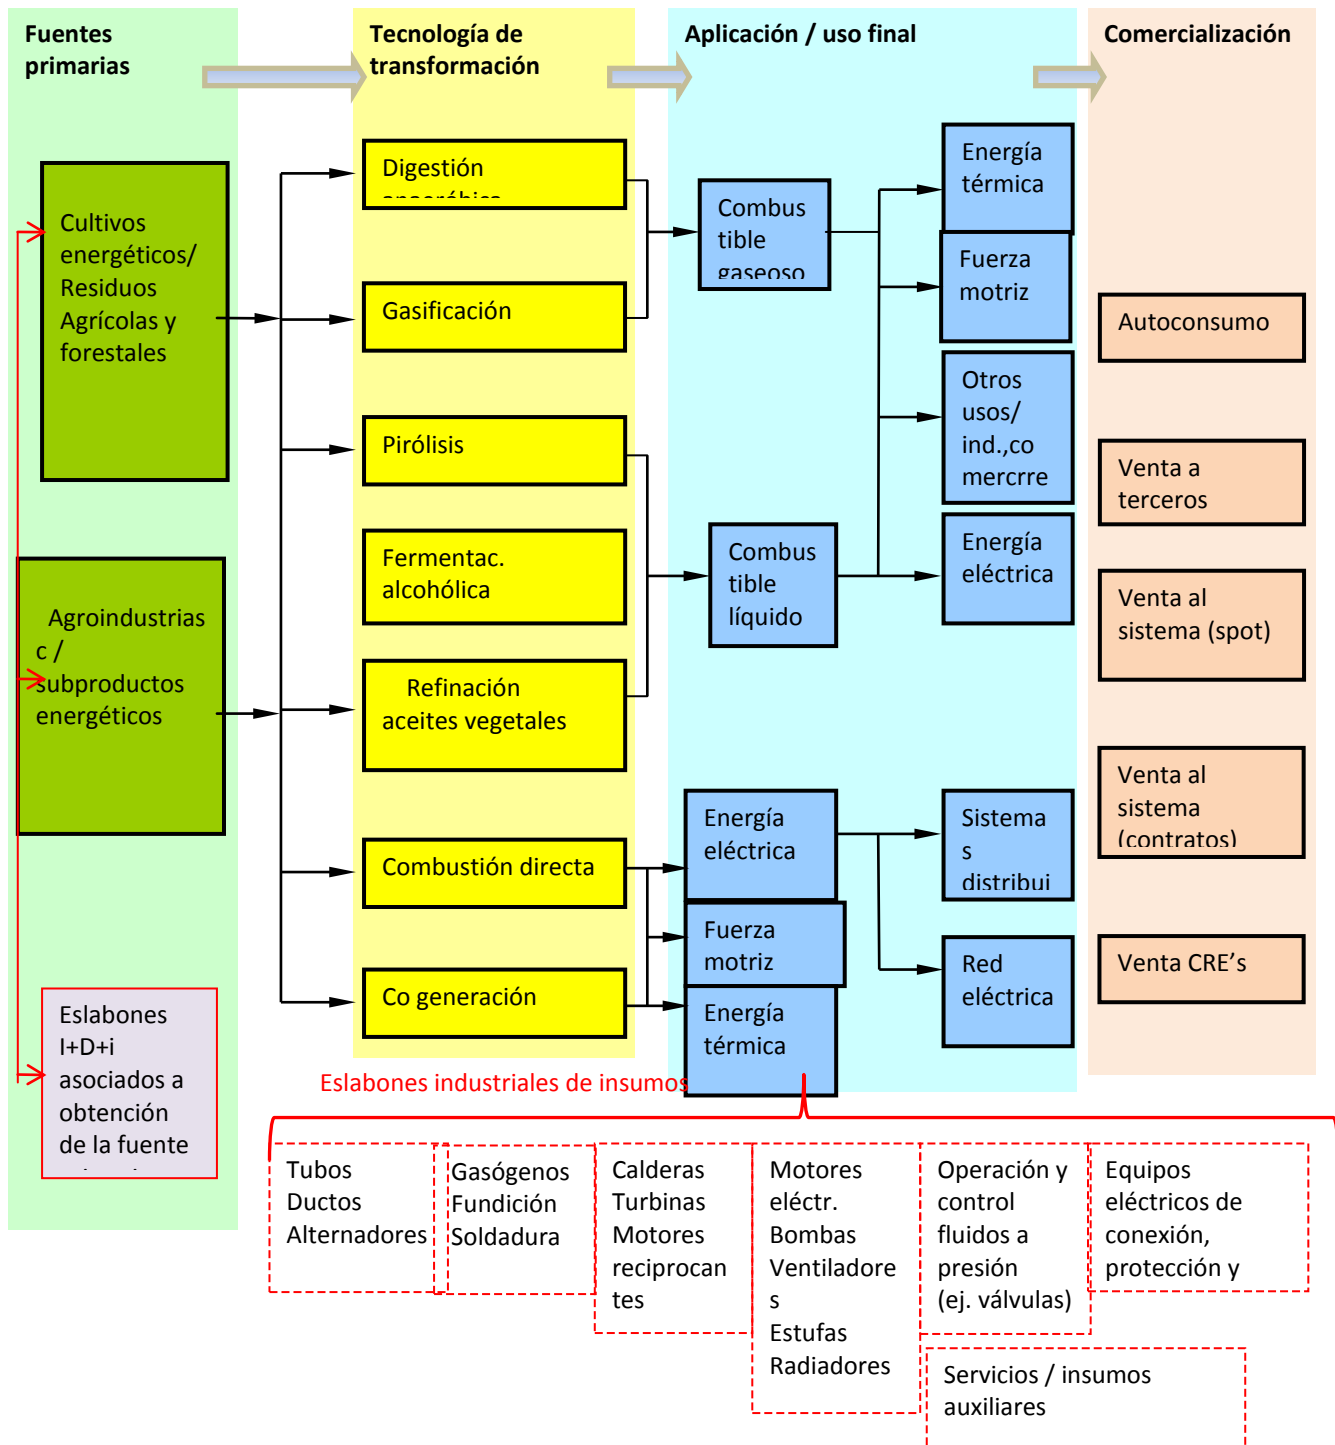 Fuentes
primarias
Tecnología de
transformación
Aplicación / uso final
Comercialización
Cultivos
energéticos/
Residuos
Agrícolas y
forestales
Agroindustrias
c /
subproductos
energéticos
Eslabones
I+D+i
asociados a
obtención
de la fuente
Digestión
anaeróbica
Gasificación
Pirólisis
Fermentac.
alcohólica
Refinación
aceites vegetales
Combustión directa
Co generación
Combus
tible
gaseoso
Combus
tible
líquido
Energía
eléctrica
Fuerza
motriz
Energía
térmica
Energía
térmica
Fuerza
motriz
Otros
usos/
ind.,co
mercrre
Energía
eléctrica
Sistema
s
distribui
Red
eléctrica
Autoconsumo
Venta a
terceros
Venta al
sistema (spot)
Venta al
sistema
(contratos)
Venta CRE’s
Eslabones industriales de insumos
Tubos
Ductos
Alternadores
Gasógenos
Fundición
Soldadura
Calderas
Turbinas
Motores
reciprocan
tes
Motores
eléctr.
Bombas
Ventiladore
s
Estufas
Radiadores
Operación y
control
fluidos a
presión
(ej. válvulas)
Equipos
eléctricos de
conexión,
protección y
Servicios / insumos
auxiliares